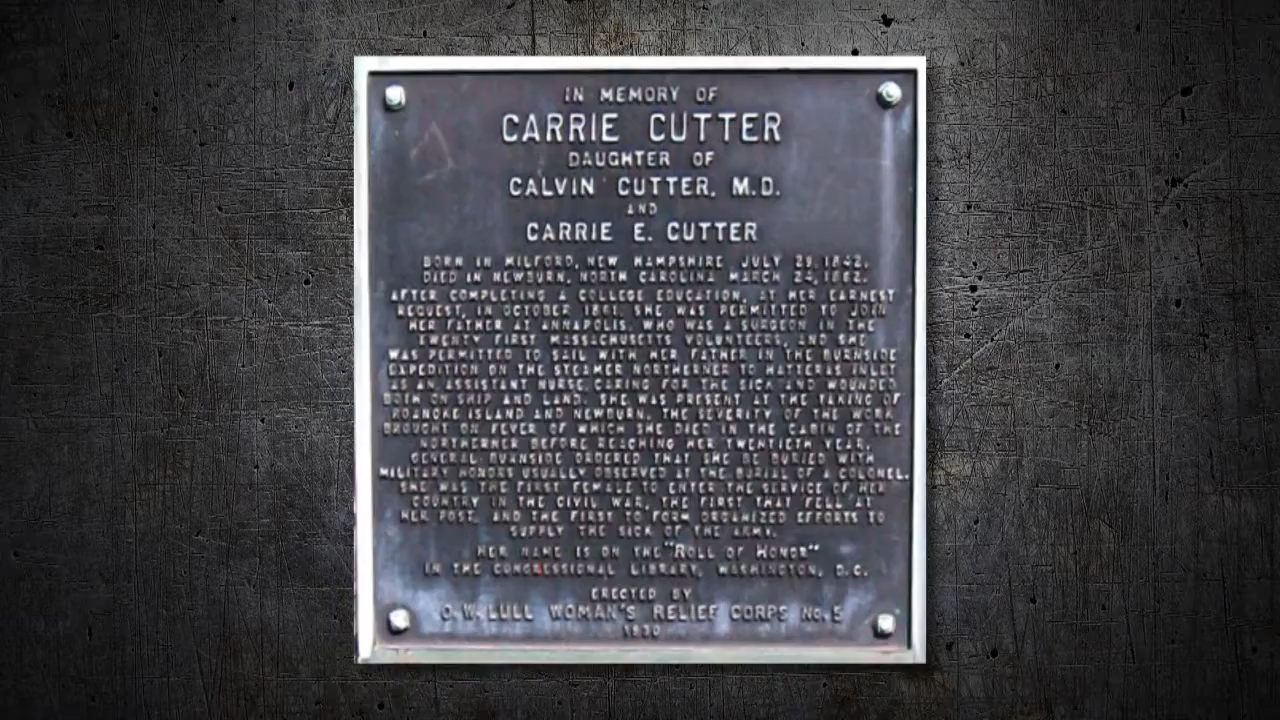 IN MEMORY OF
CARRIE CUTTER
DAUGHTER OF
CALVIN CUTTER, M.D.
AND
CARRIE E. CUTTER
BORN IN MILFORD, NEW HAMPSHIRE JULY 29, 1842.
DIED IN NEWBURN, NORTH CAROLINA MARCH 24, 1862.
AFTER COMPLETING A COLLEGE EDUCATION, AT HER EARNEST
REQUEST, IN OCTOBER 1861, SHE WAS PERMITTED TO JOIN
HER FATHER AT ANNAPOLIS, WHO WAS A SURGEON IN THE
TWENTY FIRST MASSACHUSETTS VOLUNTEERS, AND SHE
WAS PERMITTED TO SAIL WITH HER FATHER IN THE BURNSIDE
EXPEDITION ON THE STEAMER NORTHERNER TO HATTERAS INLET
AS AN ASSISTANT NURSE, CARING FOR THE SICK AND WOUNDED
BOTH ON SHIP AND LAND. SHE WAS PRESENT AT THE TAKING OF
ROANOKE ISLAND AND NEWBURN. THE SEVERITY OF THE WORK
BROUGHT ON FEVER OF WHICH SHE DIED IN THE CABIN OF THE
NORTHERNER BEFORE REACHING HER TWENTIETH YEAR.
GENERAL BURNSIDE ORDERED THAT SHE BE BURIED WITH
MILITARY HONORS USUALLY OBSERVED AT THE BURIAL OF A COLONEL.
SHE WAS THE FIRST FEMALE TO ENTER THE SERVICE OF HER
COUNTRY IN THE CIVIL WAR, THE FIRST THAT FELL AT
HER POST, AND THE FIRST TO FORM ORGANIZED EFFORTS TO
SUPPLY THE SICK OF THE ARMY.
HER NAME IS ON THE "ROLL OF HONOR"
IN THE CONGRESSIONAL LIBRARY, WASHINGTON, D.C.
ERECTED BY
O.W. LULL WOMAN'S RELIEF CORPS No. 5
1930